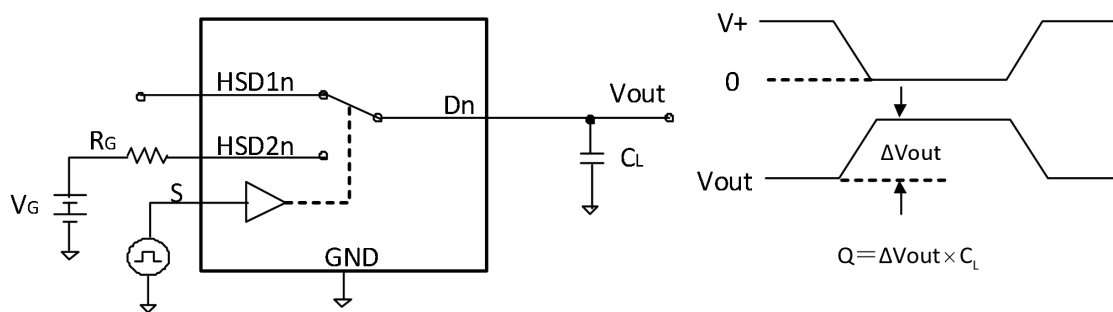 HSD1n
Dn
Vout
RG
HSD2n
CL
VG
S
GND
V+
0
ΔVout
Vout
Q=ΔVout×CL